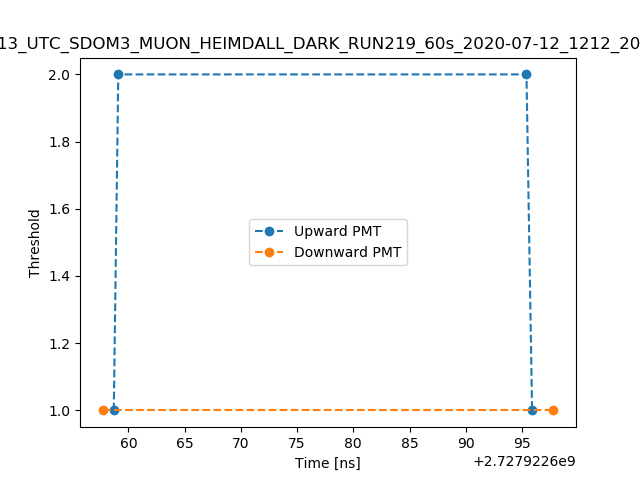 13_UTC_SDOM3_MUON_HEIMDALL_DARK_RUN219_60s_2020-07-12_1212_20
2.0
1.8
1.6
1.4
1.2
1.0
Threshold
Upward PMT
Downward PMT
60 65 70 75 80 85 90 95
Time [ns]
+2.7279226e9